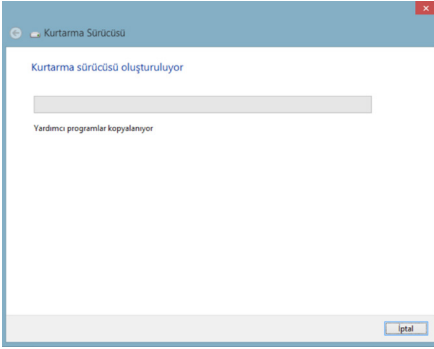 Kurtarma Sürücüsü
Kurtarma sürücüsü oluşturuluyor
Yardımcı programlar kopyalanıyor
İptal